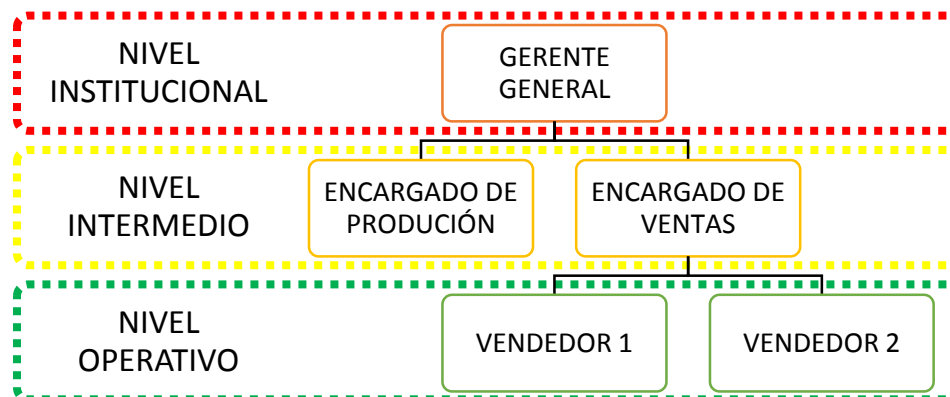 NIVEL
INSTITUCIONAL
GERENTE
GENERAL
NIVEL
INTERMEDIO
ENCARGADO DE
PRODUCIÓN
ENCARGADO DE
VENTAS
NIVEL
OPERATIVO
VENDEDOR 1
VENDEDOR 2